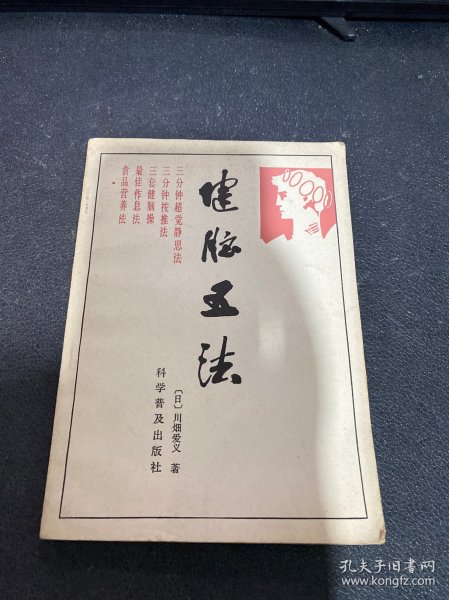 健脑五法
三分钟超觉静思法
三分钟按推法
三套健脑操
最佳作息法
食品营养法
〔日〕川畑爱义 著
科学普及出版社
孔夫子旧书网
www.kongfz.com